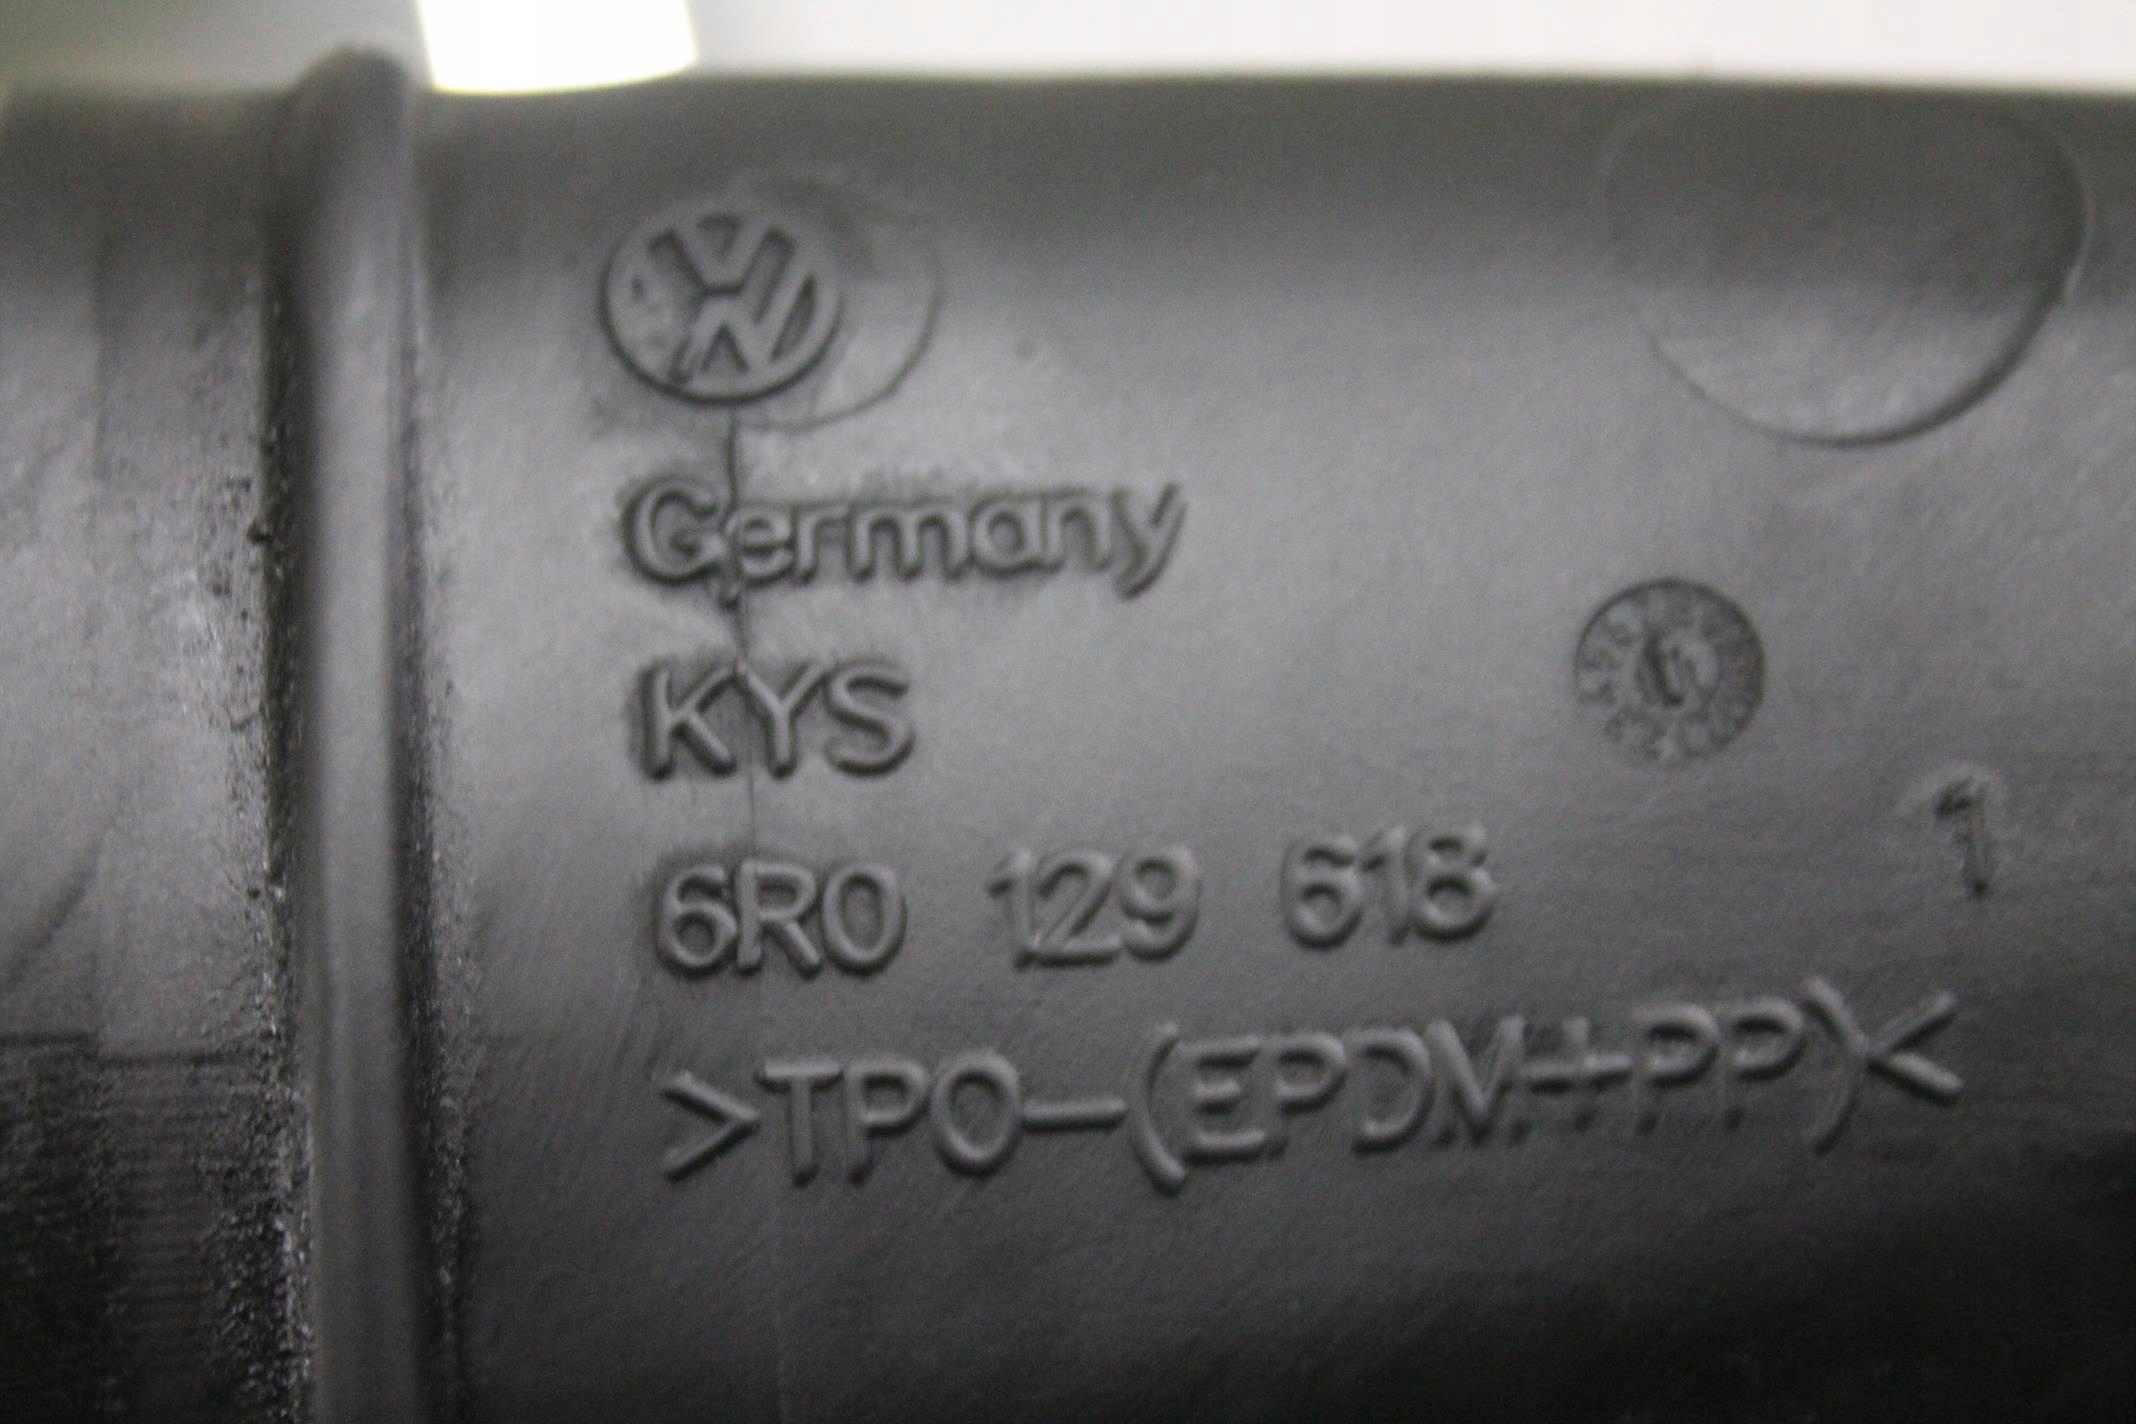 Germany
KYS
6R0 129 618
1
>TPO-(EPDM+PP)<